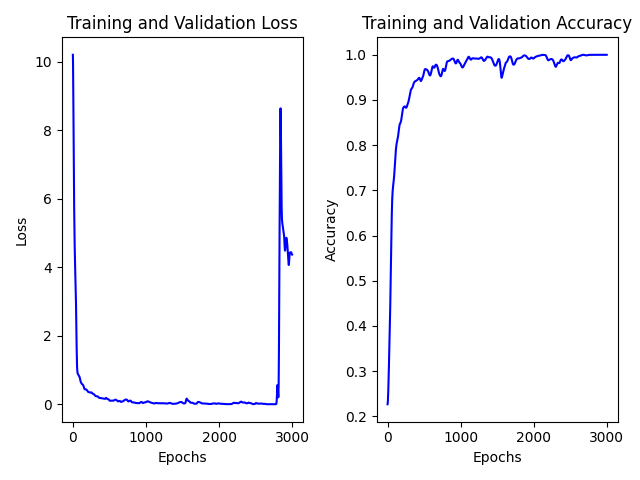 Training and Validation Loss
Loss
10
8
6
4
2
0
0 1000 2000 3000
Epochs
Training and Validation Accuracy
Accuracy
1.0
0.9
0.8
0.7
0.6
0.5
0.4
0.3
0.2
0 1000 2000 3000
Epochs